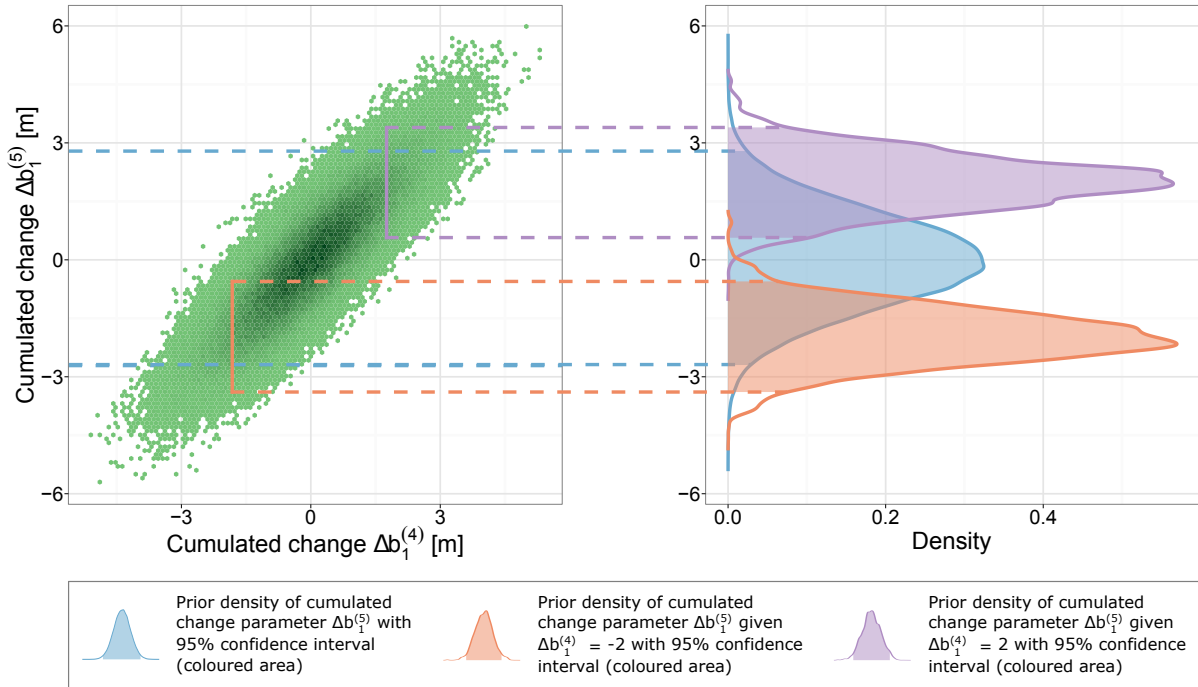 6
3
0
−3
−6
Cumulated change Δb₁⁽⁵⁾ [m]
−3
0
3
Cumulated change Δb₁⁽⁴⁾ [m]
6
3
0
−3
−6
0.0
0.2
0.4
Density
Prior density of cumulated
change parameter Δb₁⁽⁵⁾ with
95% confidence interval
(coloured area)
Prior density of cumulated
change parameter Δb₁⁽⁵⁾ given
Δb₁⁽⁴⁾ = -2 with 95% confidence
interval (coloured area)
Prior density of cumulated
change parameter Δb₁⁽⁵⁾ given
Δb₁⁽⁴⁾ = 2 with 95% confidence
interval (coloured area)